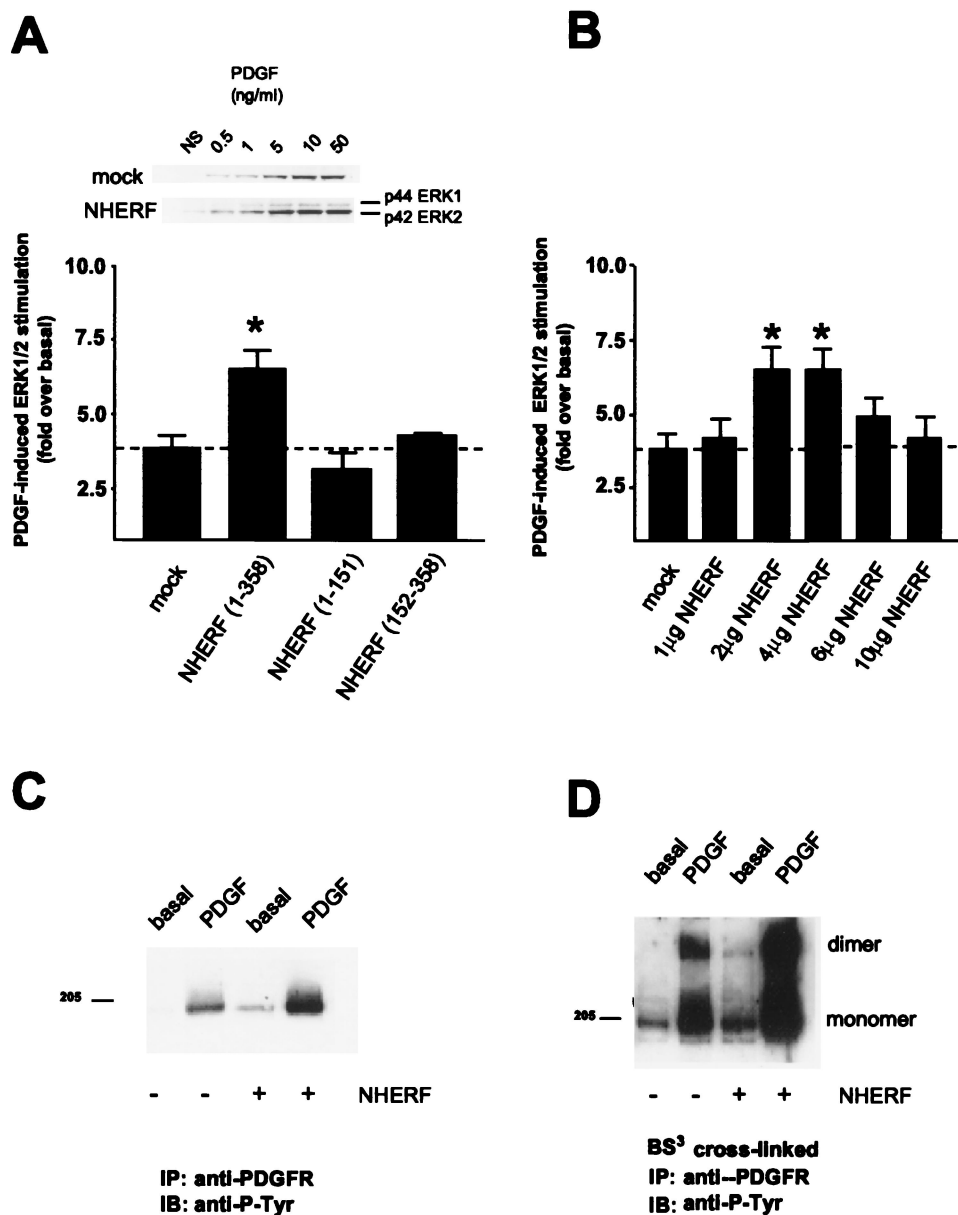 A
PDGF
(ng/ml)
NS 0.5 1 5 10 50
mock
NHERF
p44 ERK1
p42 ERK2
PDGF-induced ERK1/2 stimulation
(fold over basal)
10.0
7.5
5.0
2.5
*
mock
NHERF (1-358)
NHERF (1-151)
NHERF (152-358)
B
PDGF-induced ERK1/2 stimulation
(fold over basal)
10.0
7.5
5.0
2.5
* *
mock
1µg NHERF
2µg NHERF
4µg NHERF
6µg NHERF
10µg NHERF
C
basal PDGF basal PDGF
205
- - + + NHERF
IP: anti-PDGFR
IB: anti-P-Tyr
D
basal PDGF basal PDGF
dimer
205
monomer
- - + + NHERF
BS³ cross-linked
IP: anti--PDGFR
IB: anti-P-Tyr